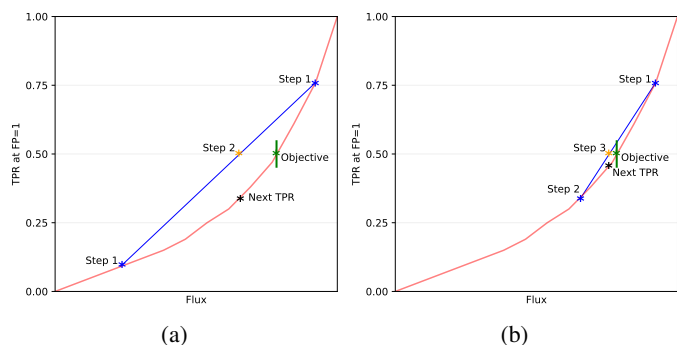 1.00
0.75
0.50
0.25
0.00
TPR at FP=1
Flux
Step 1
Step 2
Objective
Next TPR
Step 1
(a)
1.00
0.75
0.50
0.25
0.00
TPR at FP=1
Flux
Step 1
Step 3
Objective
Next TPR
Step 2
(b)